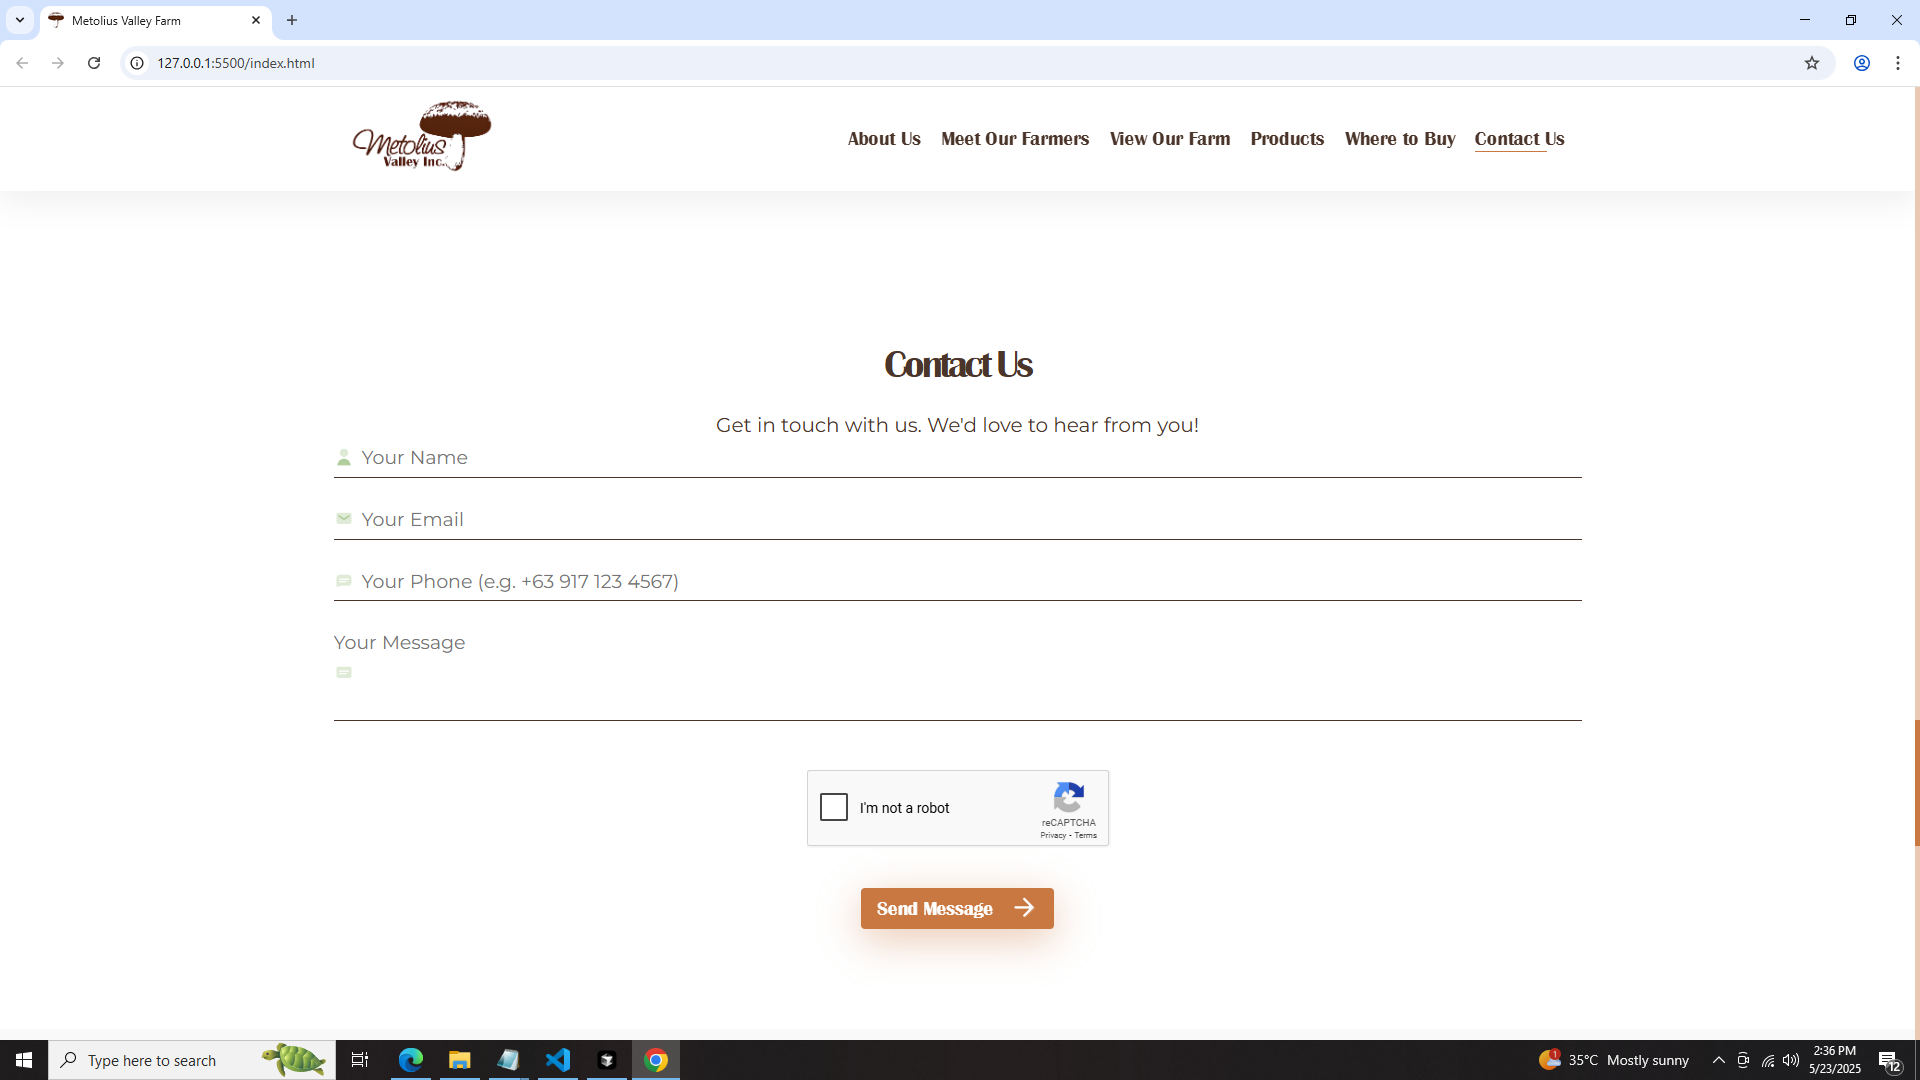 Metolius Valley Farm
127.0.0.1:5500/index.html
Metolius
Valley Inc.
About Us Meet Our Farmers View Our Farm Products Where to Buy Contact Us
Contact Us
Get in touch with us. We'd love to hear from you!
Your Name
Your Email
Your Phone (e.g. +63 917 123 4567)
Your Message
I'm not a robot
reCAPTCHA
Privacy - Terms
Send Message
Type here to search
1
35°C Mostly sunny
2:36 PM
5/23/2025
12